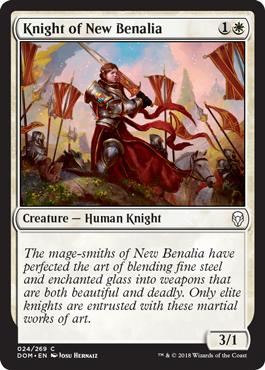 Knight of New Benalia 1
Creature — Human Knight
The mage-smiths of New Benalia have
perfected the art of blending fine steel
and enchanted glass into weapons that
are both beautiful and deadly. Only elite
knights are entrusted with these martial
works of art.
3/1
024/269 C
DOM • EN Josu Hernaiz ™ & © 2018 Wizards of the Coast